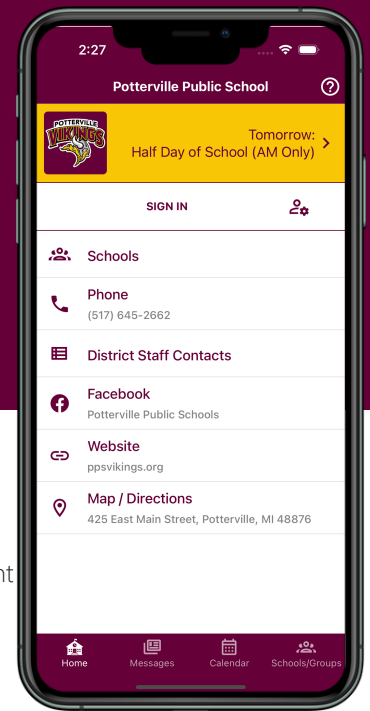 2:27
Potterville Public School
POTTERVILLE
VIKINGS
Tomorrow:
Half Day of School (AM Only)
SIGN IN
Schools
Phone
(517) 645-2662
District Staff Contacts
Facebook
Potterville Public Schools
Website
ppsvikings.org
Map / Directions
425 East Main Street, Potterville, MI 48876
nt
Home
Messages
Calendar
Schools/Groups